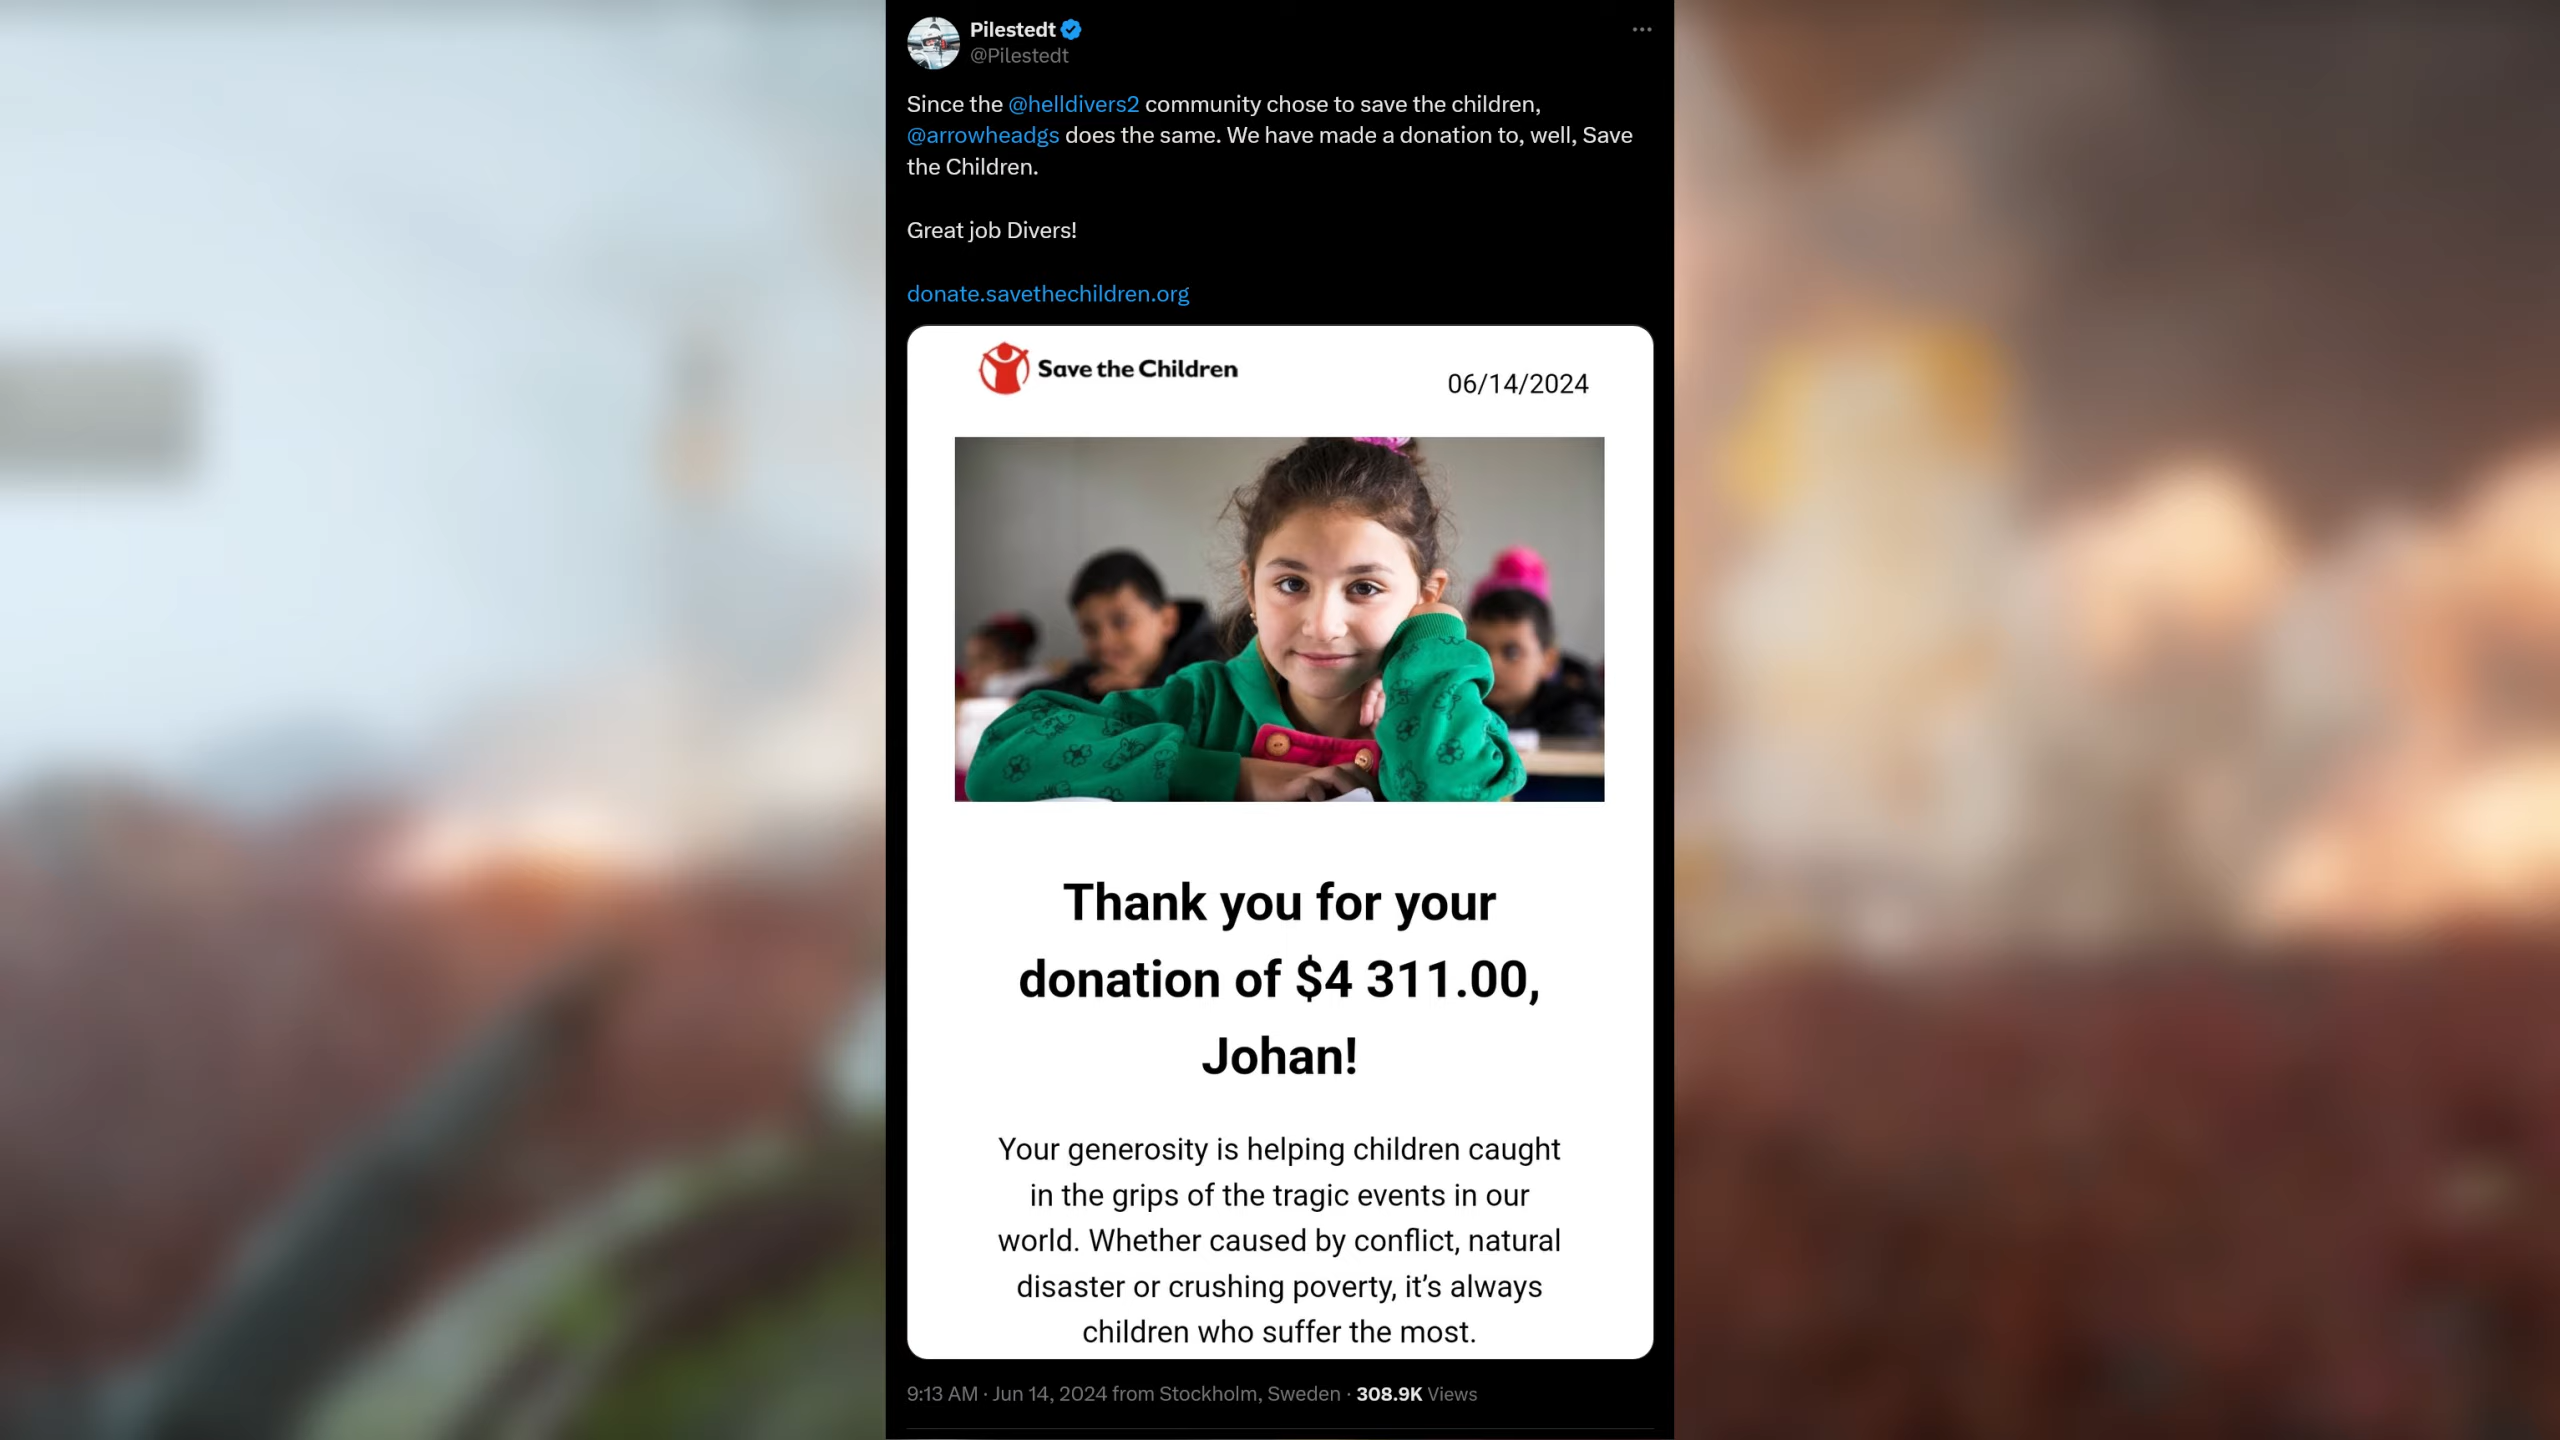 Pilestedt
@Pilestedt
Since the @helldivers2 community chose to save the children,
@arrowheadgs does the same. We have made a donation to, well, Save
the Children.
Great job Divers!
donate.savethechildren.org
Save the Children
06/14/2024
Thank you for your
donation of $4 311.00,
Johan!
Your generosity is helping children caught
in the grips of the tragic events in our
world. Whether caused by conflict, natural
disaster or crushing poverty, it’s always
children who suffer the most.
9:13 AM · Jun 14, 2024 from Stockholm, Sweden · 308.9K Views